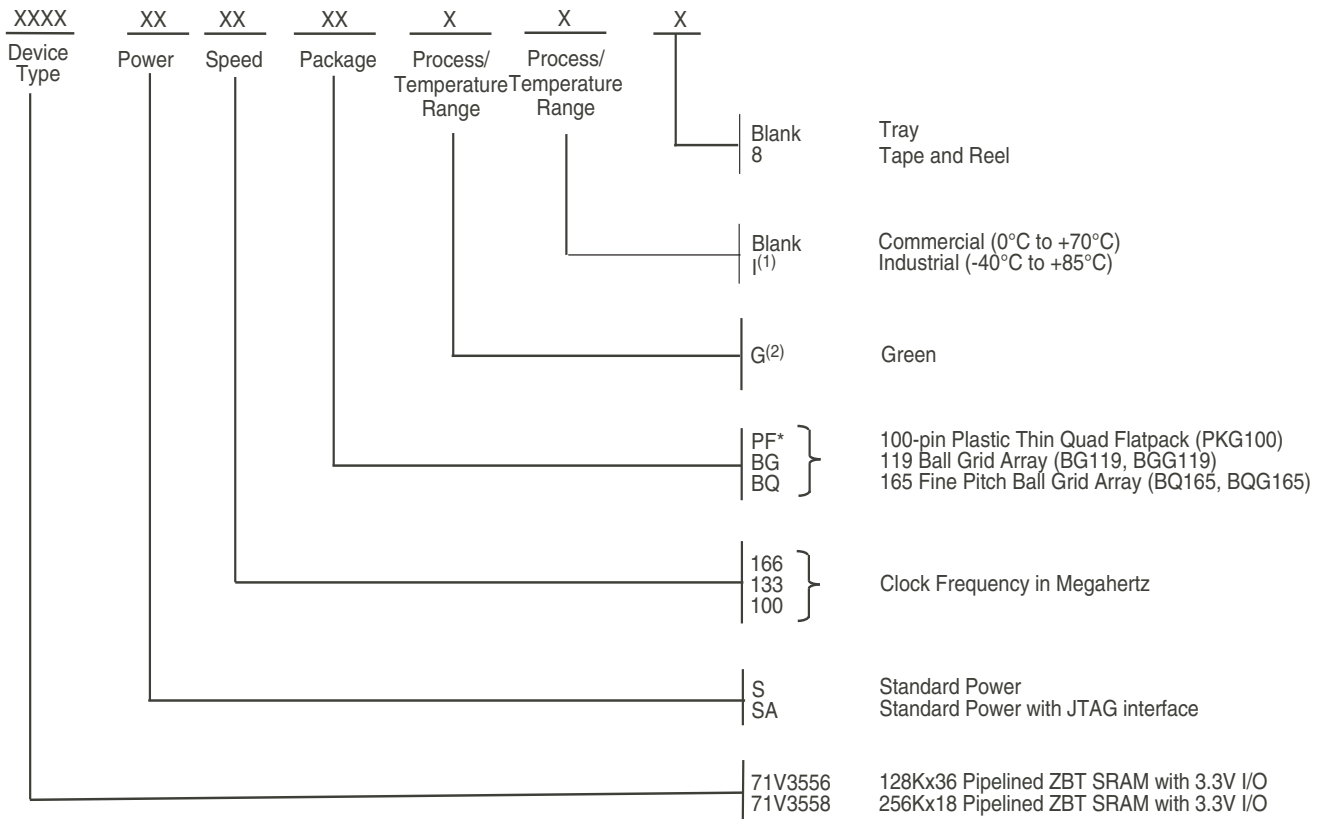 XXXX XX XX XX X X X
Device Type Power Speed Package Process/ Temperature Range Process/ Temperature Range
Blank Tray
8 Tape and Reel
Blank Commercial (0°C to +70°C)
I(1) Industrial (-40°C to +85°C)
G(2) Green
PF* 100-pin Plastic Thin Quad Flatpack (PKG100)
BG 119 Ball Grid Array (BG119, BGG119)
BQ 165 Fine Pitch Ball Grid Array (BQ165, BQG165)
166
133 Clock Frequency in Megahertz
100
S Standard Power
SA Standard Power with JTAG interface
71V3556 128Kx36 Pipelined ZBT SRAM with 3.3V I/O
71V3558 256Kx18 Pipelined ZBT SRAM with 3.3V I/O